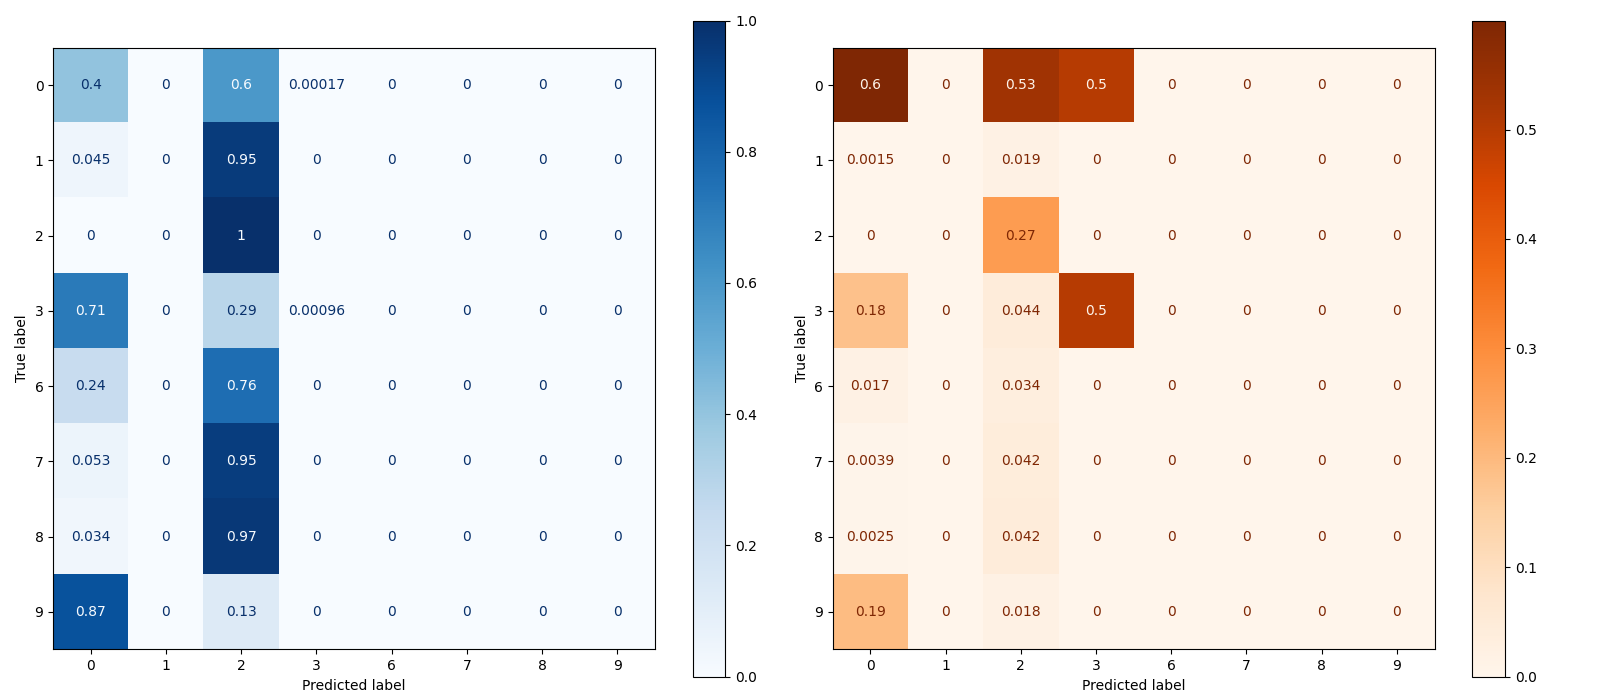 0 0.4 0 0.6 0.00017 0 0 0 0
1 0.045 0 0.95 0 0 0 0 0
2 0 0 1 0 0 0 0 0
3 0.71 0 0.29 0.00096 0 0 0 0
6 0.24 0 0.76 0 0 0 0 0
7 0.053 0 0.95 0 0 0 0 0
8 0.034 0 0.97 0 0 0 0 0
9 0.87 0 0.13 0 0 0 0 0
0 1 2 3 6 7 8 9
True label
Predicted label
1.0
0.8
0.6
0.4
0.2
0.0
0 0.6 0 0.53 0.5 0 0 0 0
1 0.0015 0 0.019 0 0 0 0 0
2 0 0 0.27 0 0 0 0 0
3 0.18 0 0.044 0.5 0 0 0 0
6 0.017 0 0.034 0 0 0 0 0
7 0.0039 0 0.042 0 0 0 0 0
8 0.0025 0 0.042 0 0 0 0 0
9 0.19 0 0.018 0 0 0 0 0
0 1 2 3 6 7 8 9
True label
Predicted label
0.5
0.4
0.3
0.2
0.1
0.0